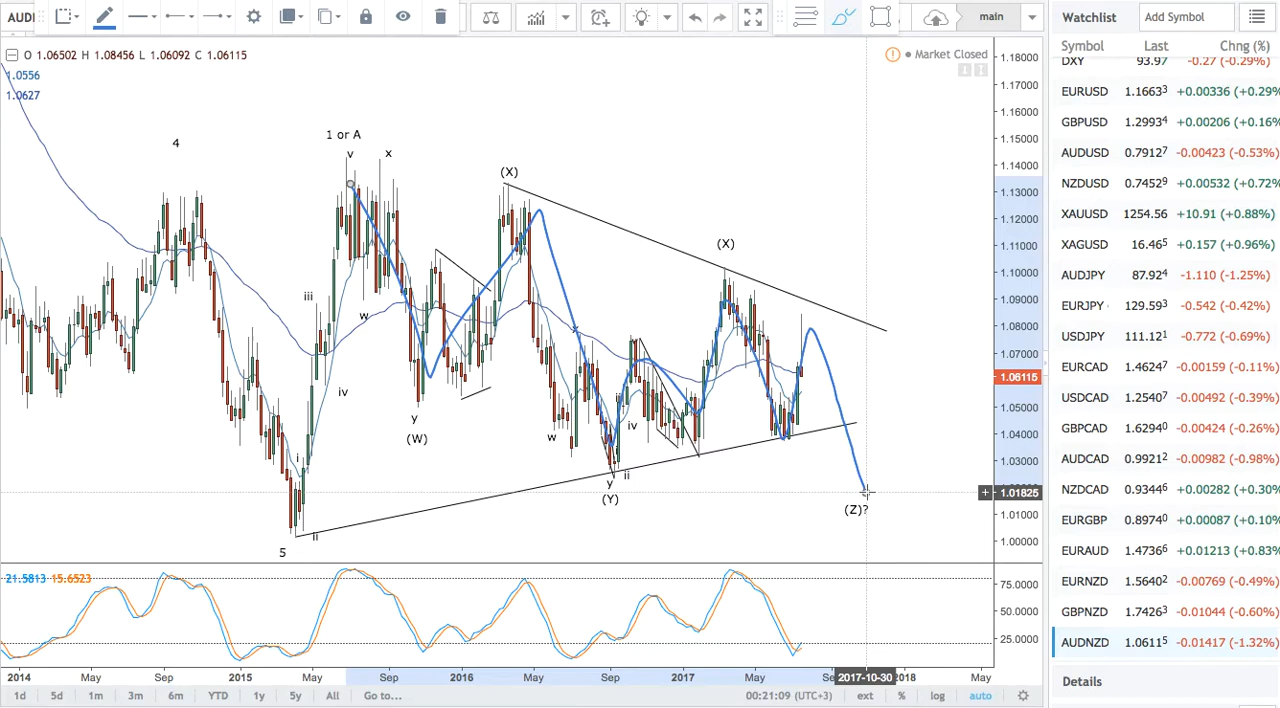 AUDI
main
Watchlist
Add Symbol
O 1.06502 H 1.08456 L 1.06092 C 1.06115
1.0556
1.0627
Market Closed
Symbol Last Chng (%)
DXY 93.97 -0.27 (-0.29%)
EURUSD 1.16633 +0.00336 (+0.29%
GBPUSD 1.29934 +0.00206 (+0.16%
AUDUSD 0.79127 -0.00423 (-0.53%)
NZDUSD 0.74529 +0.00532 (+0.72%
XAUUSD 1254.56 +10.91 (+0.88%)
XAGUSD 16.465 +0.157 (+0.96%)
AUDJPY 87.924 -1.110 (-1.25%)
EURJPY 129.593 -0.542 (-0.42%)
USDJPY 111.121 -0.772 (-0.69%)
EURCAD 1.46247 -0.00159 (-0.11%)
USDCAD 1.25407 -0.00492 (-0.39%)
GBPCAD 1.62940 -0.00424 (-0.26%)
AUDCAD 0.99212 -0.00982 (-0.98%)
NZDCAD 0.93446 +0.00282 (+0.30%
EURGBP 0.89740 +0.00087 (+0.10%
EURAUD 1.47366 +0.01213 (+0.83%
EURNZD 1.56402 -0.00769 (-0.49%)
GBPNZD 1.74263 -0.01044 (-0.60%)
AUDNZD 1.06115 -0.01417 (-1.32%)
Details
1.18000
1.17000
1.16000
1.15000
1.14000
1.13000
1.12000
1.11000
1.10000
1.09000
1.08000
1.07000
1.06115
1.05000
1.04000
1.03000
1.01825
1.01000
1.00000
4
1 or A
v
x
(X)
(X)
iii
w
x
iv
y
(W)
w
iii
iv
i
ii
y
(Y)
(Z)?
ii
5
21.5813 15.6523
75.0000
50.0000
25.0000
2014 May Sep 2015 May Sep 2016 May Sep 2017 May Se 2017-10-30 2018 May
1d 5d 1m 3m 6m YTD 1y 5y All Go to... 00:21:09 (UTC+3) ext % log auto